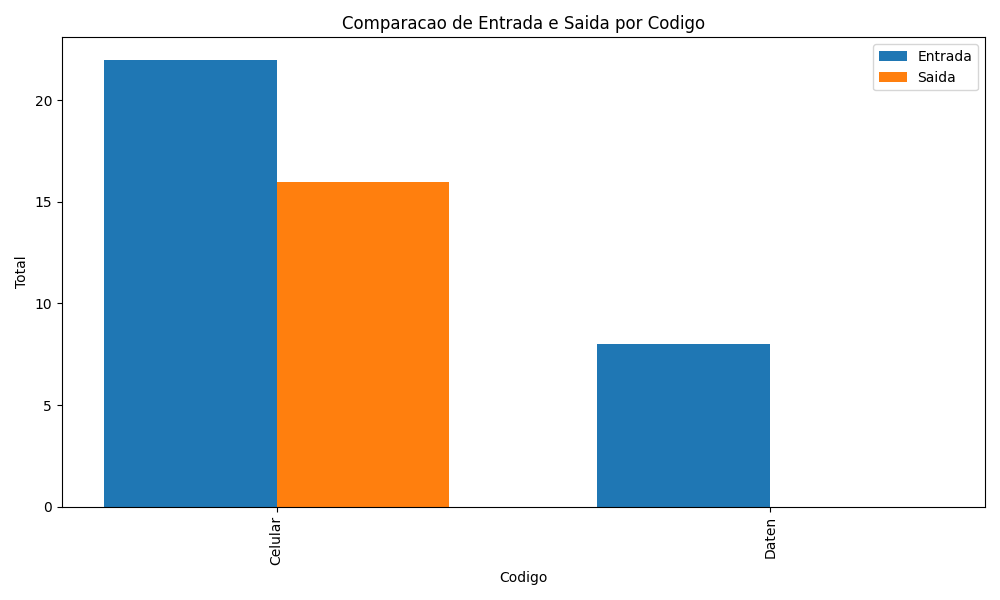 Comparacao de Entrada e Saida por Codigo
Entrada
Saida
Total
20
15
10
5
0
Celular
Daten
Codigo